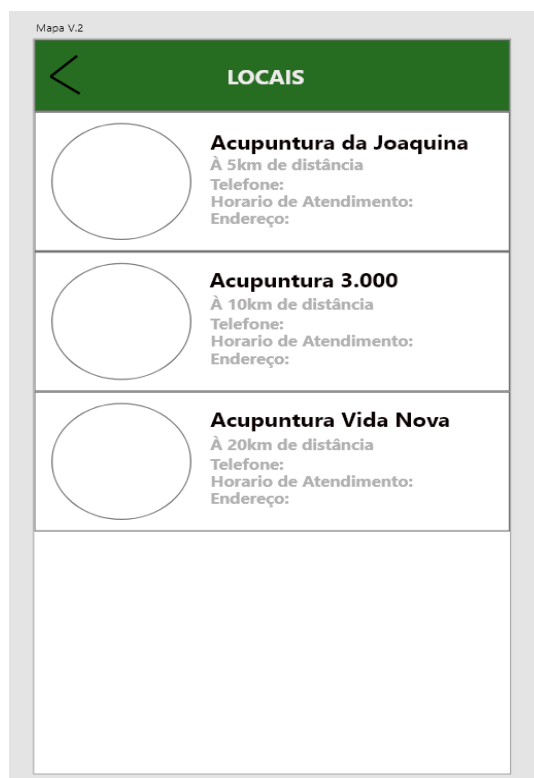 Mapa V.2
LOCAIS
Acupuntura da Joaquina
À 5km de distância
Telefone:
Horario de Atendimento:
Endereço:
Acupuntura 3.000
À 10km de distância
Telefone:
Horario de Atendimento:
Endereço:
Acupuntura Vida Nova
À 20km de distância
Telefone:
Horario de Atendimento:
Endereço: